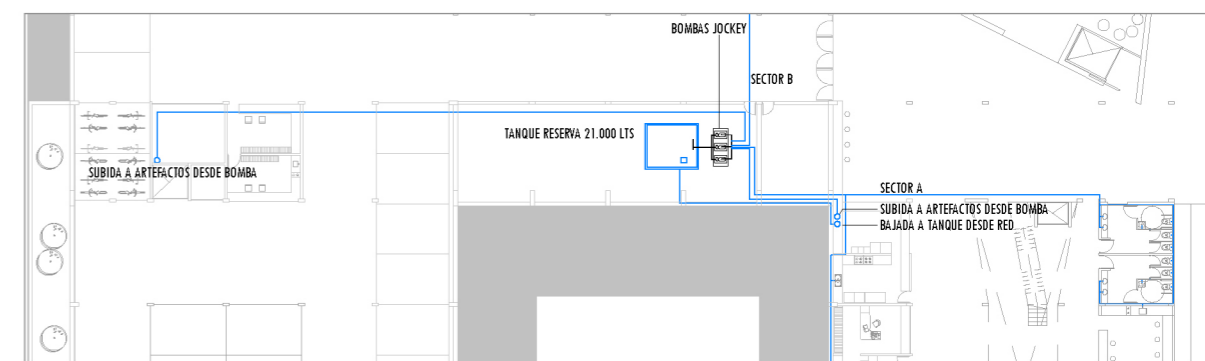 BOMBAS JOCKEY
SECTOR B
TANQUE RESERVA 21.000 LTS
SUBIDA A ARTEFACTOS DESDE BOMBA
SECTOR A
SUBIDA A ARTEFACTOS DESDE BOMBA
BAJADA A TANQUE DESDE RED